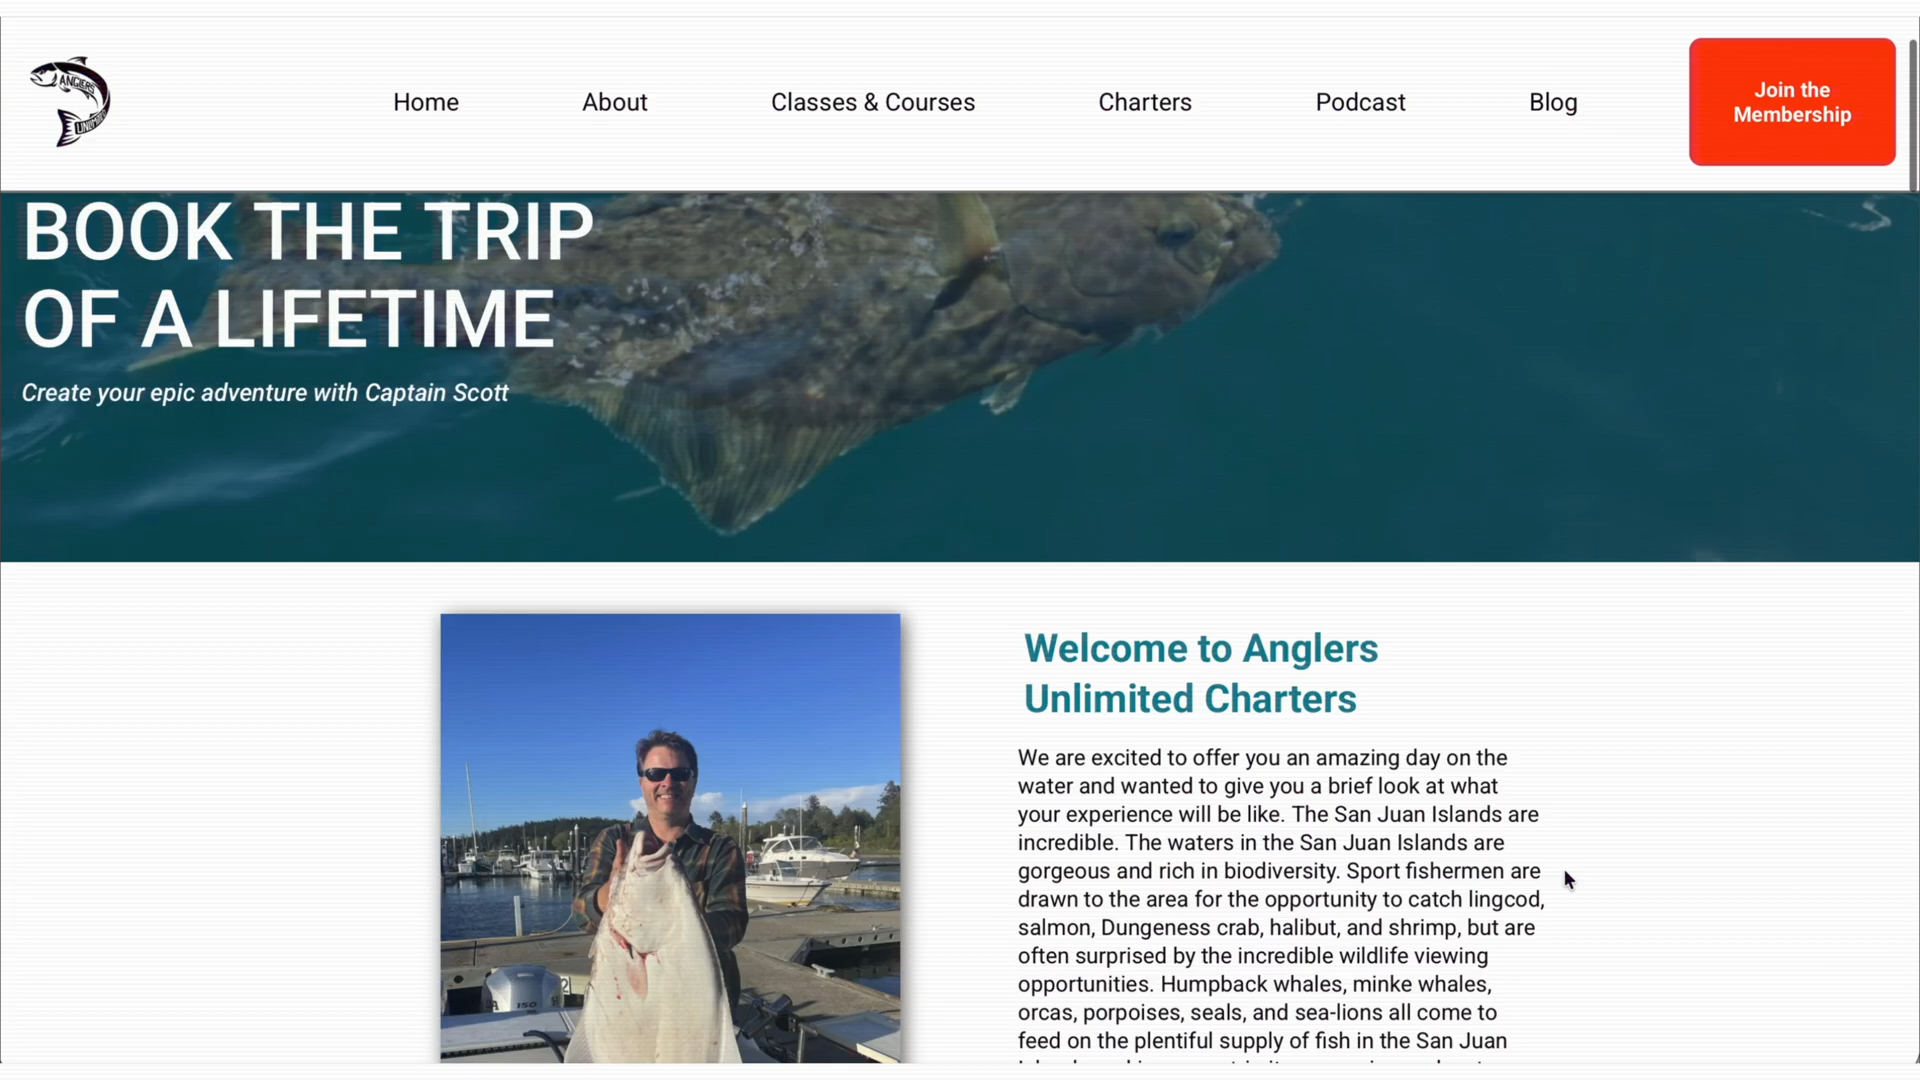 ANGLERS
Home
About
Classes & Courses
Charters
Podcast
Blog
Join the
Membership
BOOK THE TRIP
OF A LIFETIME
Create your epic adventure with Captain Scott
Welcome to Anglers
Unlimited Charters
We are excited to offer you an amazing day on the
water and wanted to give you a brief look at what
your experience will be like. The San Juan Islands are
incredible. The waters in the San Juan Islands are
gorgeous and rich in biodiversity. Sport fishermen are
drawn to the area for the opportunity to catch lingcod,
salmon, Dungeness crab, halibut, and shrimp, but are
often surprised by the incredible wildlife viewing
opportunities. Humpback whales, minke whales,
orcas, porpoises, seals, and sea-lions all come to
feed on the plentiful supply of fish in the San Juan
150